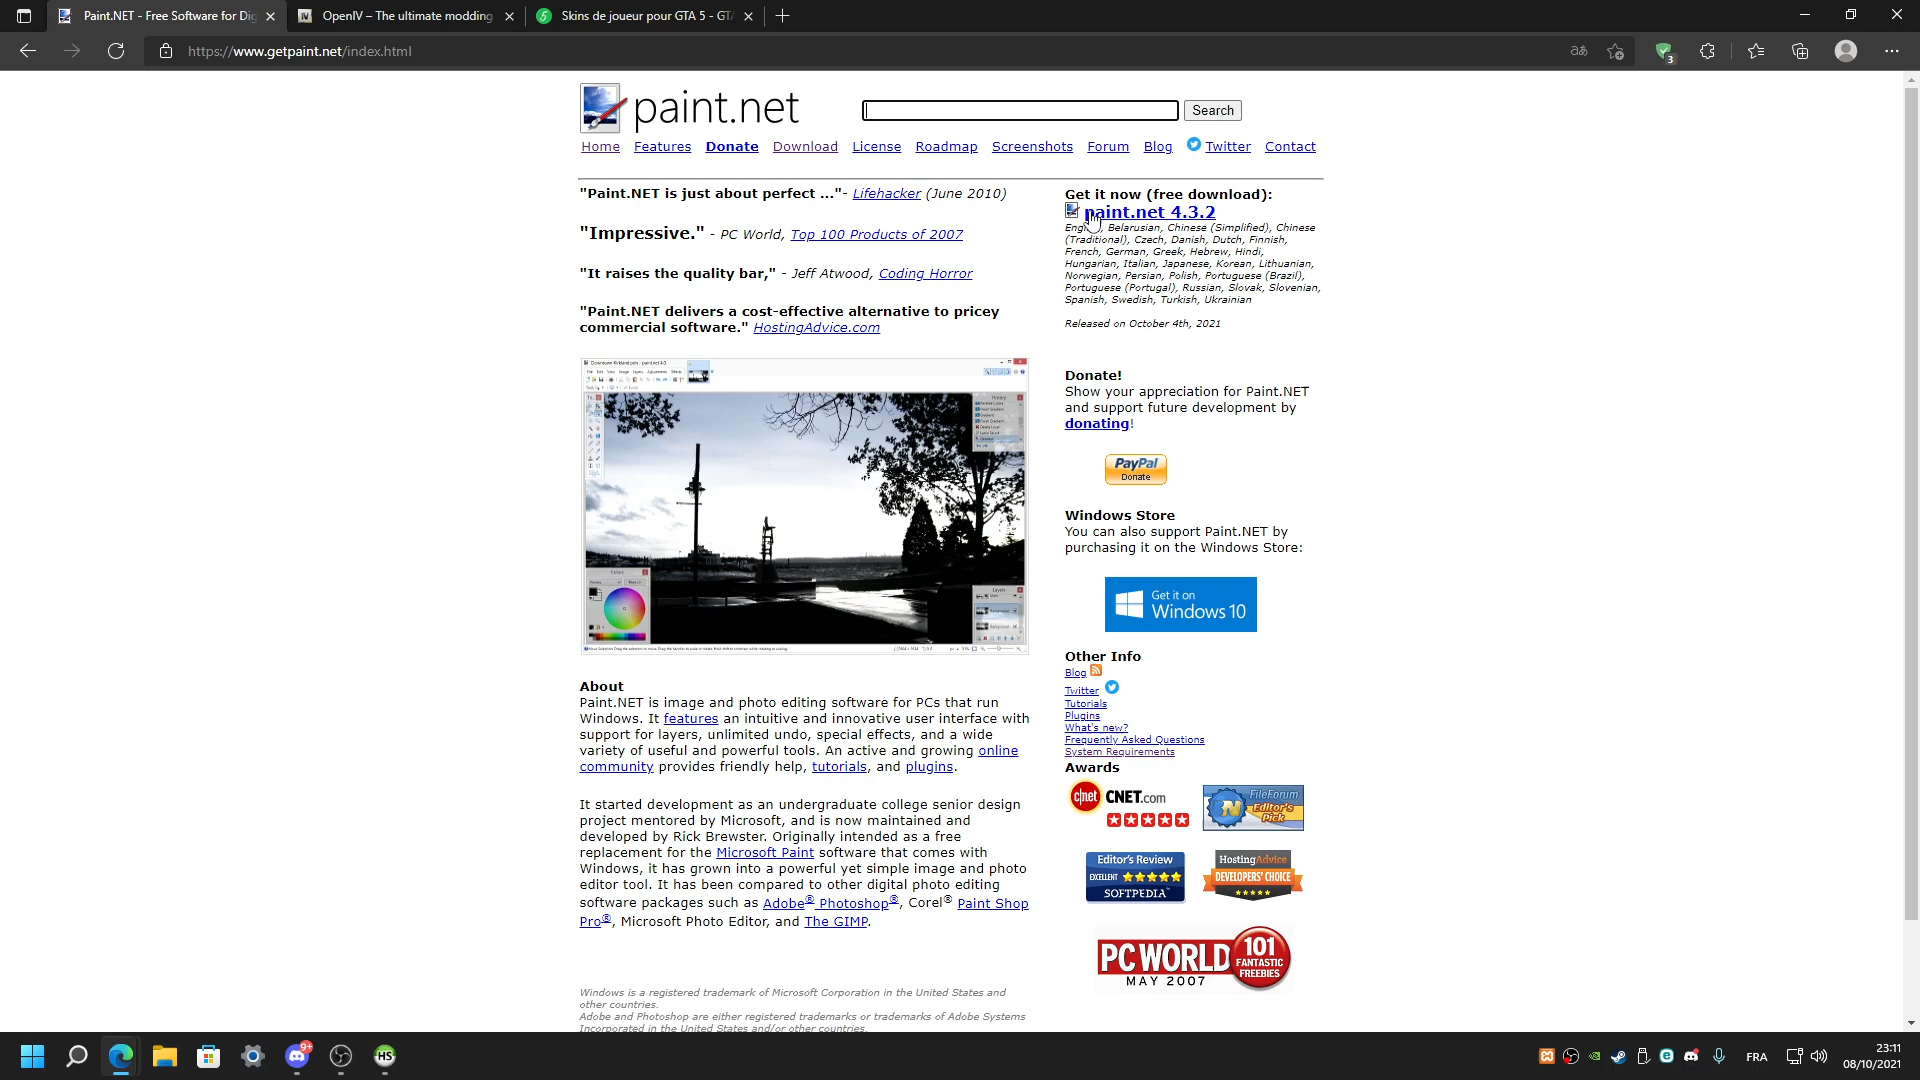 Paint.NET - Free Software for Dig
OpenIV – The ultimate modding
Skins de joueur pour GTA 5 - GTA
https://www.getpaint.net/index.html
3
paint.net
Search
Home Features Donate Download License Roadmap Screenshots Forum Blog Twitter Contact
"Paint.NET is just about perfect ..."- Lifehacker (June 2010)
"Impressive." - PC World, Top 100 Products of 2007
"It raises the quality bar," - Jeff Atwood, Coding Horror
"Paint.NET delivers a cost-effective alternative to pricey
commercial software." HostingAdvice.com
About
Paint.NET is image and photo editing software for PCs that run
Windows. It features an intuitive and innovative user interface with
support for layers, unlimited undo, special effects, and a wide
variety of useful and powerful tools. An active and growing online
community provides friendly help, tutorials, and plugins.
It started development as an undergraduate college senior design
project mentored by Microsoft, and is now maintained and
developed by Rick Brewster. Originally intended as a free
replacement for the Microsoft Paint software that comes with
Windows, it has grown into a powerful yet simple image and photo
editor tool. It has been compared to other digital photo editing
software packages such as Adobe® Photoshop®, Corel® Paint Shop
Pro®, Microsoft Photo Editor, and The GIMP.
Windows is a registered trademark of Microsoft Corporation in the United States and
other countries.
Adobe and Photoshop are either registered trademarks or trademarks of Adobe Systems
Incorporated in the United States and/or other countries.
Get it now (free download):
paint.net 4.3.2
English, Belarusian, Chinese (Simplified), Chinese
(Traditional), Czech, Danish, Dutch, Finnish,
French, German, Greek, Hebrew, Hindi,
Hungarian, Italian, Japanese, Korean, Lithuanian,
Norwegian, Persian, Polish, Portuguese (Brazil),
Portuguese (Portugal), Russian, Slovak, Slovenian,
Spanish, Swedish, Turkish, Ukrainian
Released on October 4th, 2021
Donate!
Show your appreciation for Paint.NET
and support future development by
donating!
PayPal
Donate
Windows Store
You can also support Paint.NET by
purchasing it on the Windows Store:
Get it on
Windows 10
Other Info
Blog
Twitter
Tutorials
Plugins
What's new?
Frequently Asked Questions
System Requirements
Awards
c|net CNET.com
FileForum
Editor's
Pick
Editor's Review
EXCELLENT
SOFTPEDIA
HostingAdvice
DEVELOPERS' CHOICE
PC WORLD
MAY 2007
101
FANTASTIC
FREEBIES
9+
HS
FRA
23:11
08/10/2021